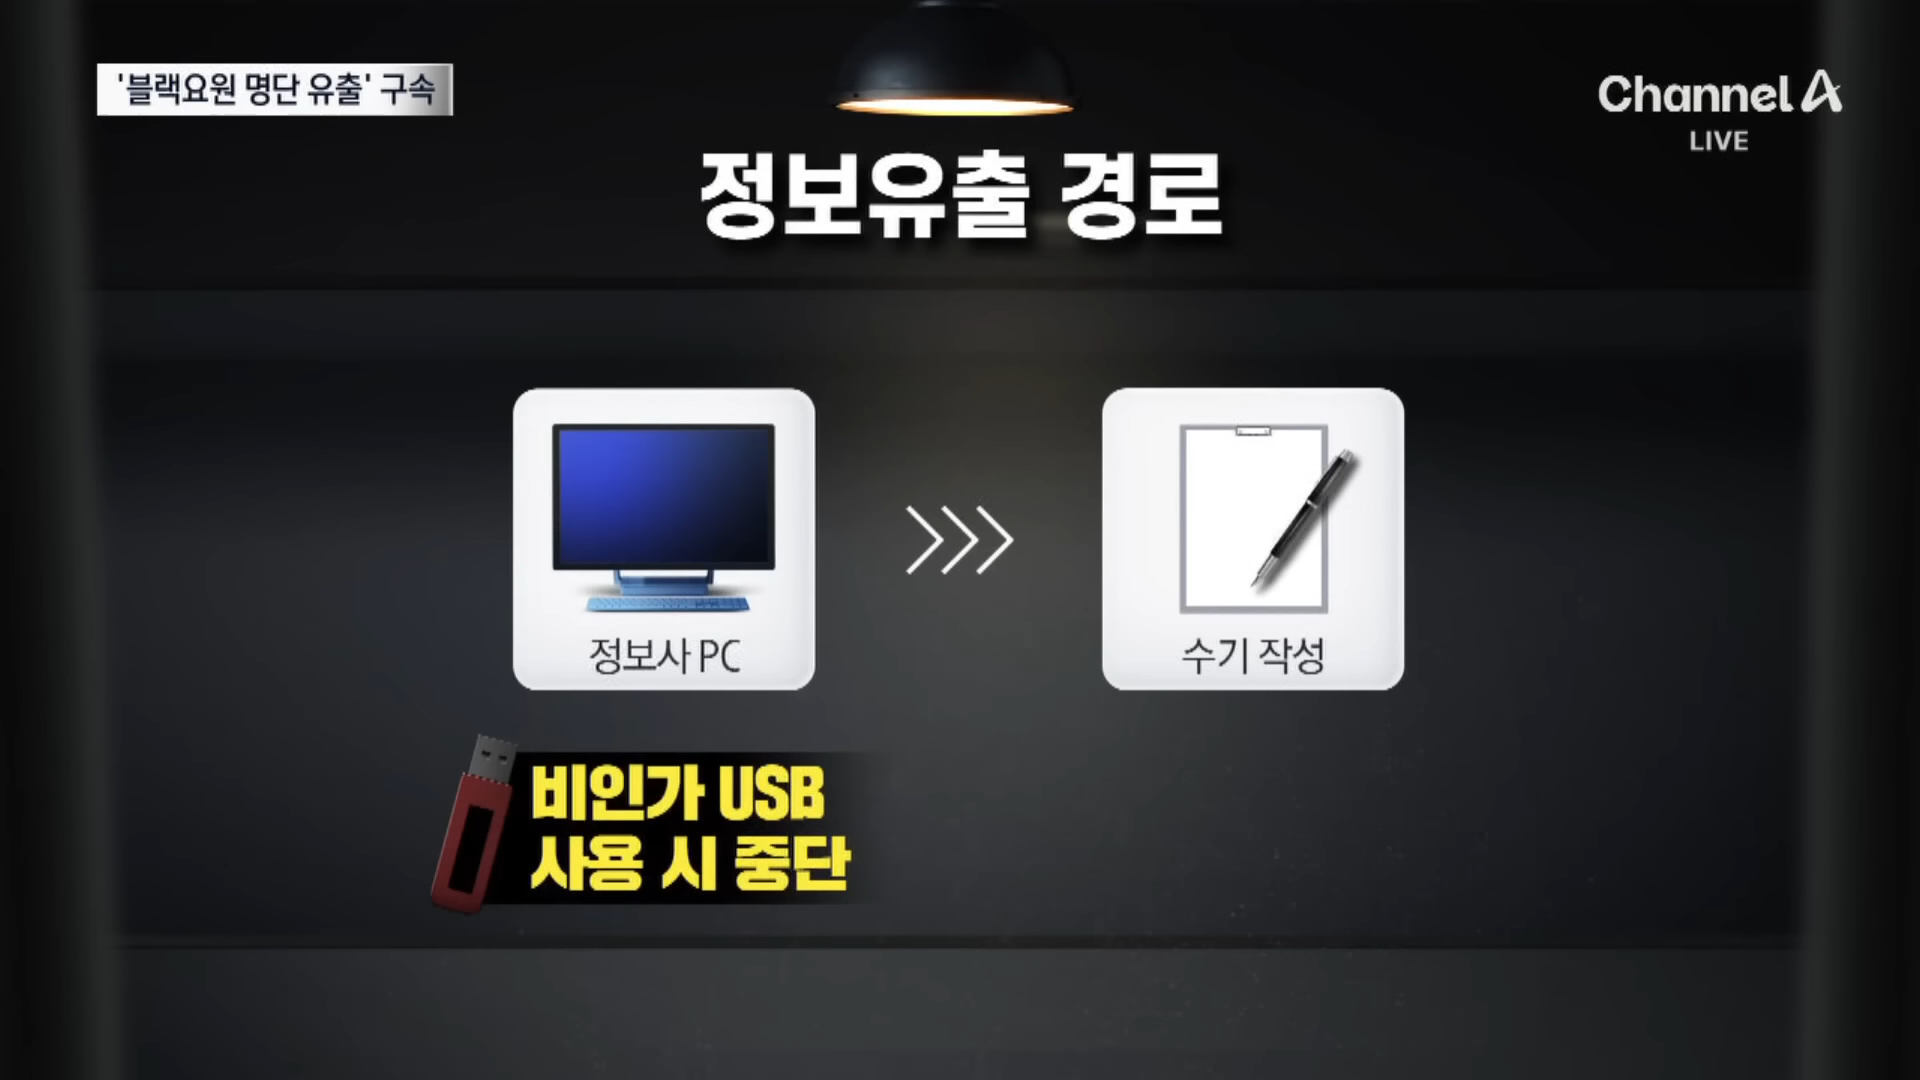 '블랙요원 명단 유출' 구속
Channel A
LIVE
정보유출 경로
정보사 PC
수기 작성
비인가 USB
사용 시 중단